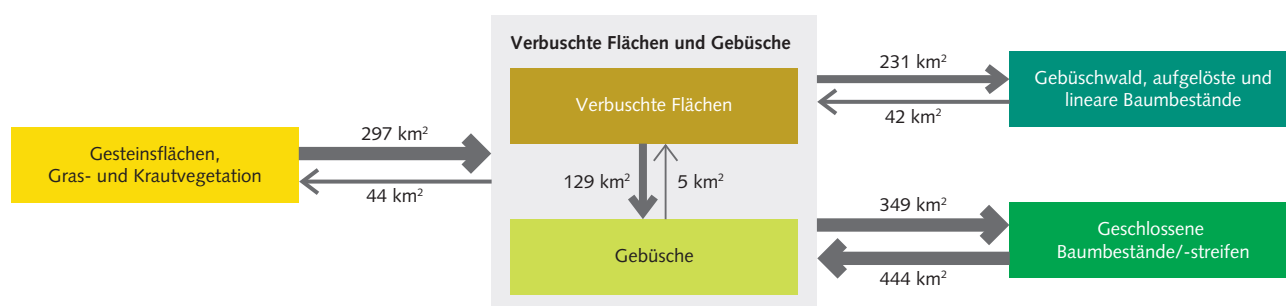 Verbuschte Flächen und Gebüsche
Verbuschte Flächen
129 km²
5 km²
Gebüsche
Gesteinsflächen,
Gras- und Krautvegetation
297 km²
44 km²
231 km²
42 km²
Gebüschwald, aufgelöste und
lineare Baumbestände
349 km²
444 km²
Geschlossene
Baumbestände/-streifen